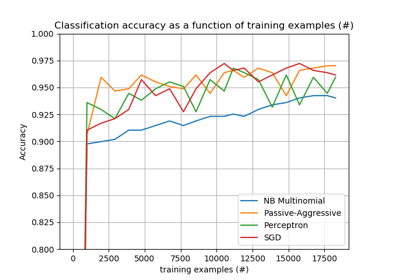 Classification accuracy as a function of training examples (#)
1.000
0.975
0.950
0.925
0.900
0.875
0.850
0.825
0.800
Accuracy
NB Multinomial
Passive-Aggressive
Perceptron
SGD
0 2500 5000 7500 10000 12500 15000 17500
training examples (#)